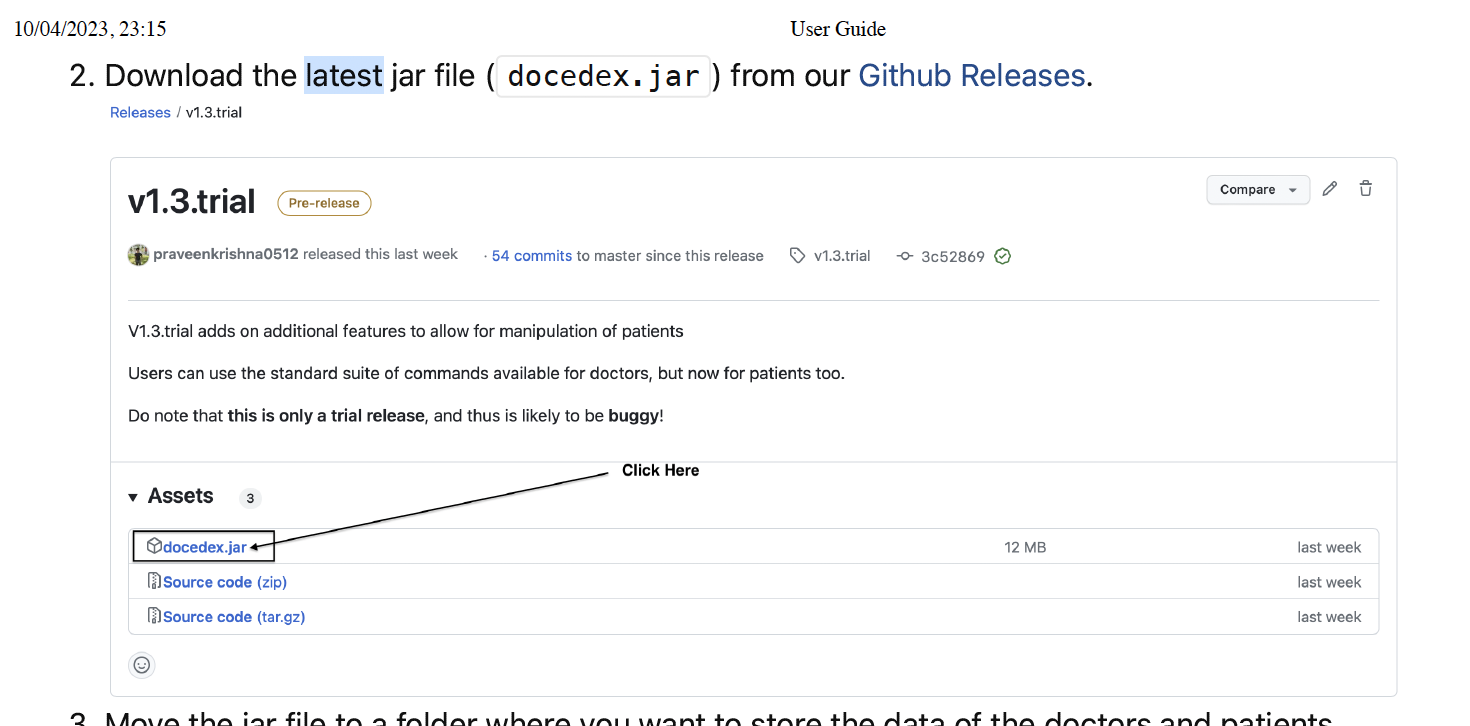 10/04/2023, 23:15 User Guide
2. Download the latest jar file ( docedex.jar ) from our Github Releases.
Releases / v1.3.trial
v1.3.trial Pre-release Compare
praveenkrishna0512 released this last week · 54 commits to master since this release v1.3.trial 3c52869
V1.3.trial adds on additional features to allow for manipulation of patients
Users can use the standard suite of commands available for doctors, but now for patients too.
Do note that this is only a trial release, and thus is likely to be buggy!
Click Here
Assets 3
docedex.jar 12 MB last week
Source code (zip) last week
Source code (tar.gz) last week
3. Move the jar file to a folder where you want to store the data of the doctors and patients